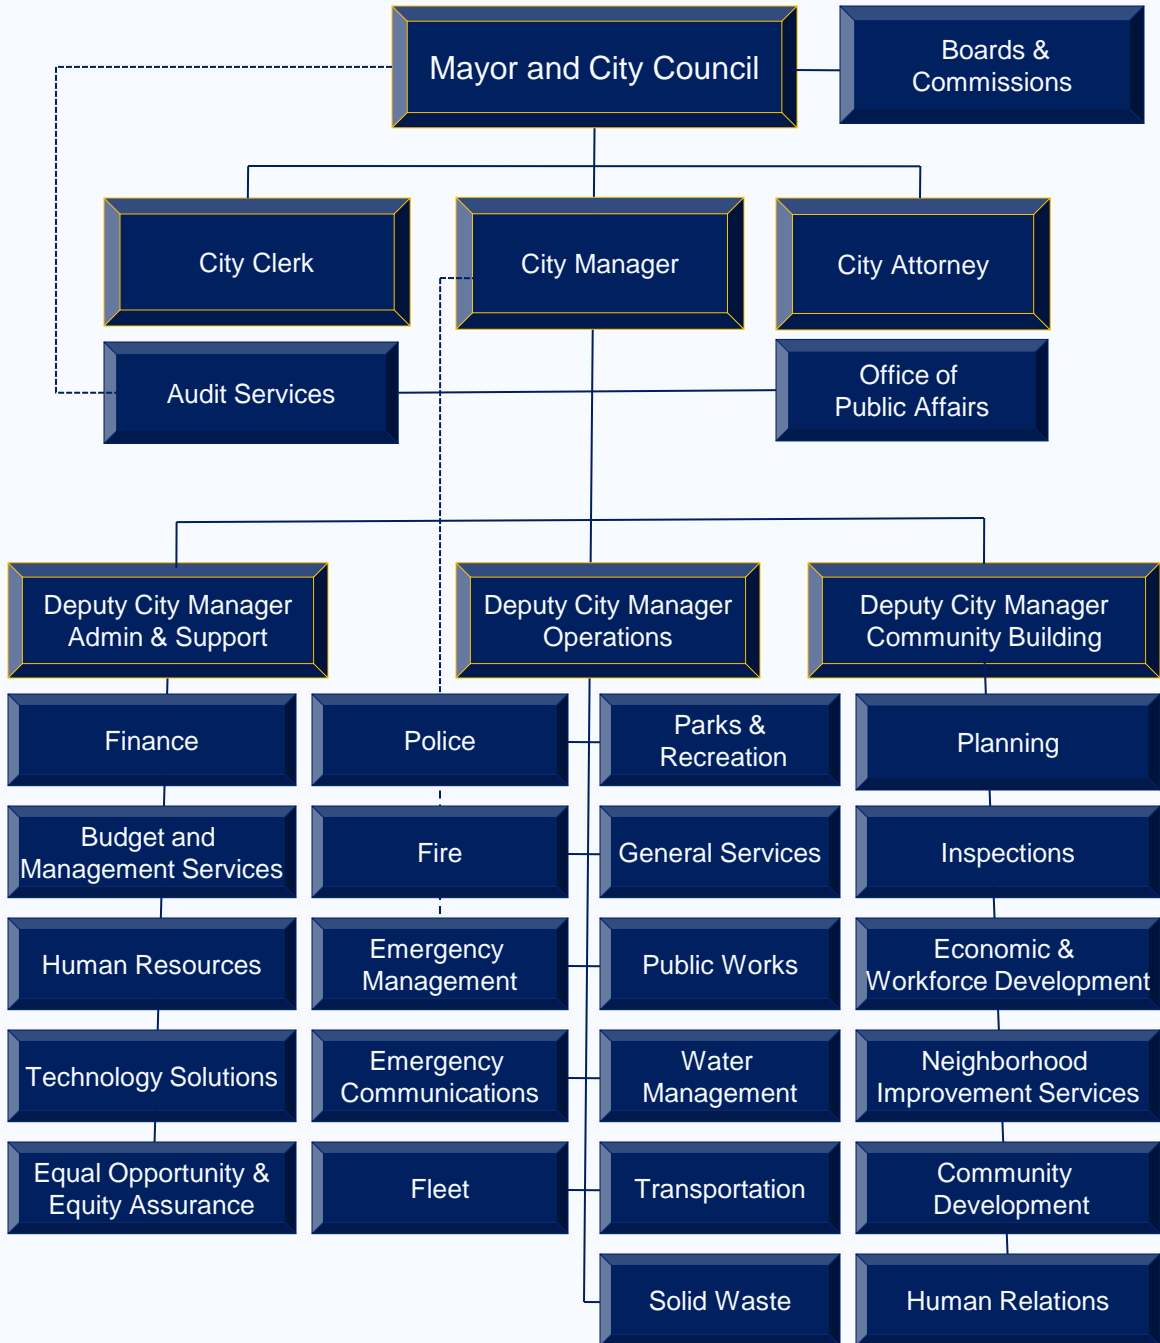 Mayor and City Council
Boards &
Commissions
City Clerk
City Manager
City Attorney
Audit Services
Office of
Public Affairs
Deputy City Manager
Admin & Support
Deputy City Manager
Operations
Deputy City Manager
Community Building
Finance
Police
Parks &
Recreation
Planning
Budget and
Management Services
Fire
General Services
Inspections
Human Resources
Emergency
Management
Public Works
Economic &
Workforce Development
Technology Solutions
Emergency
Communications
Water
Management
Neighborhood
Improvement Services
Equal Opportunity &
Equity Assurance
Fleet
Transportation
Community
Development
Solid Waste
Human Relations